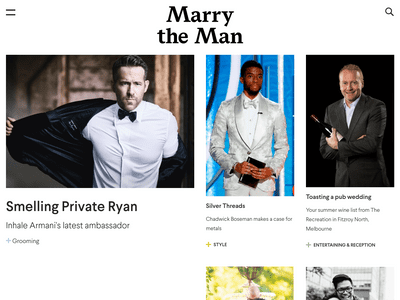 Marry
the Man
Smelling Private Ryan
Inhale Armani's latest ambassador
Grooming
Silver Threads
Chadwick Boseman makes a case for
metals
STYLE
Toasting a pub wedding
Your summer wine list from The
Recreation in Fitzroy North,
Melbourne
ENTERTAINING & RECEPTION